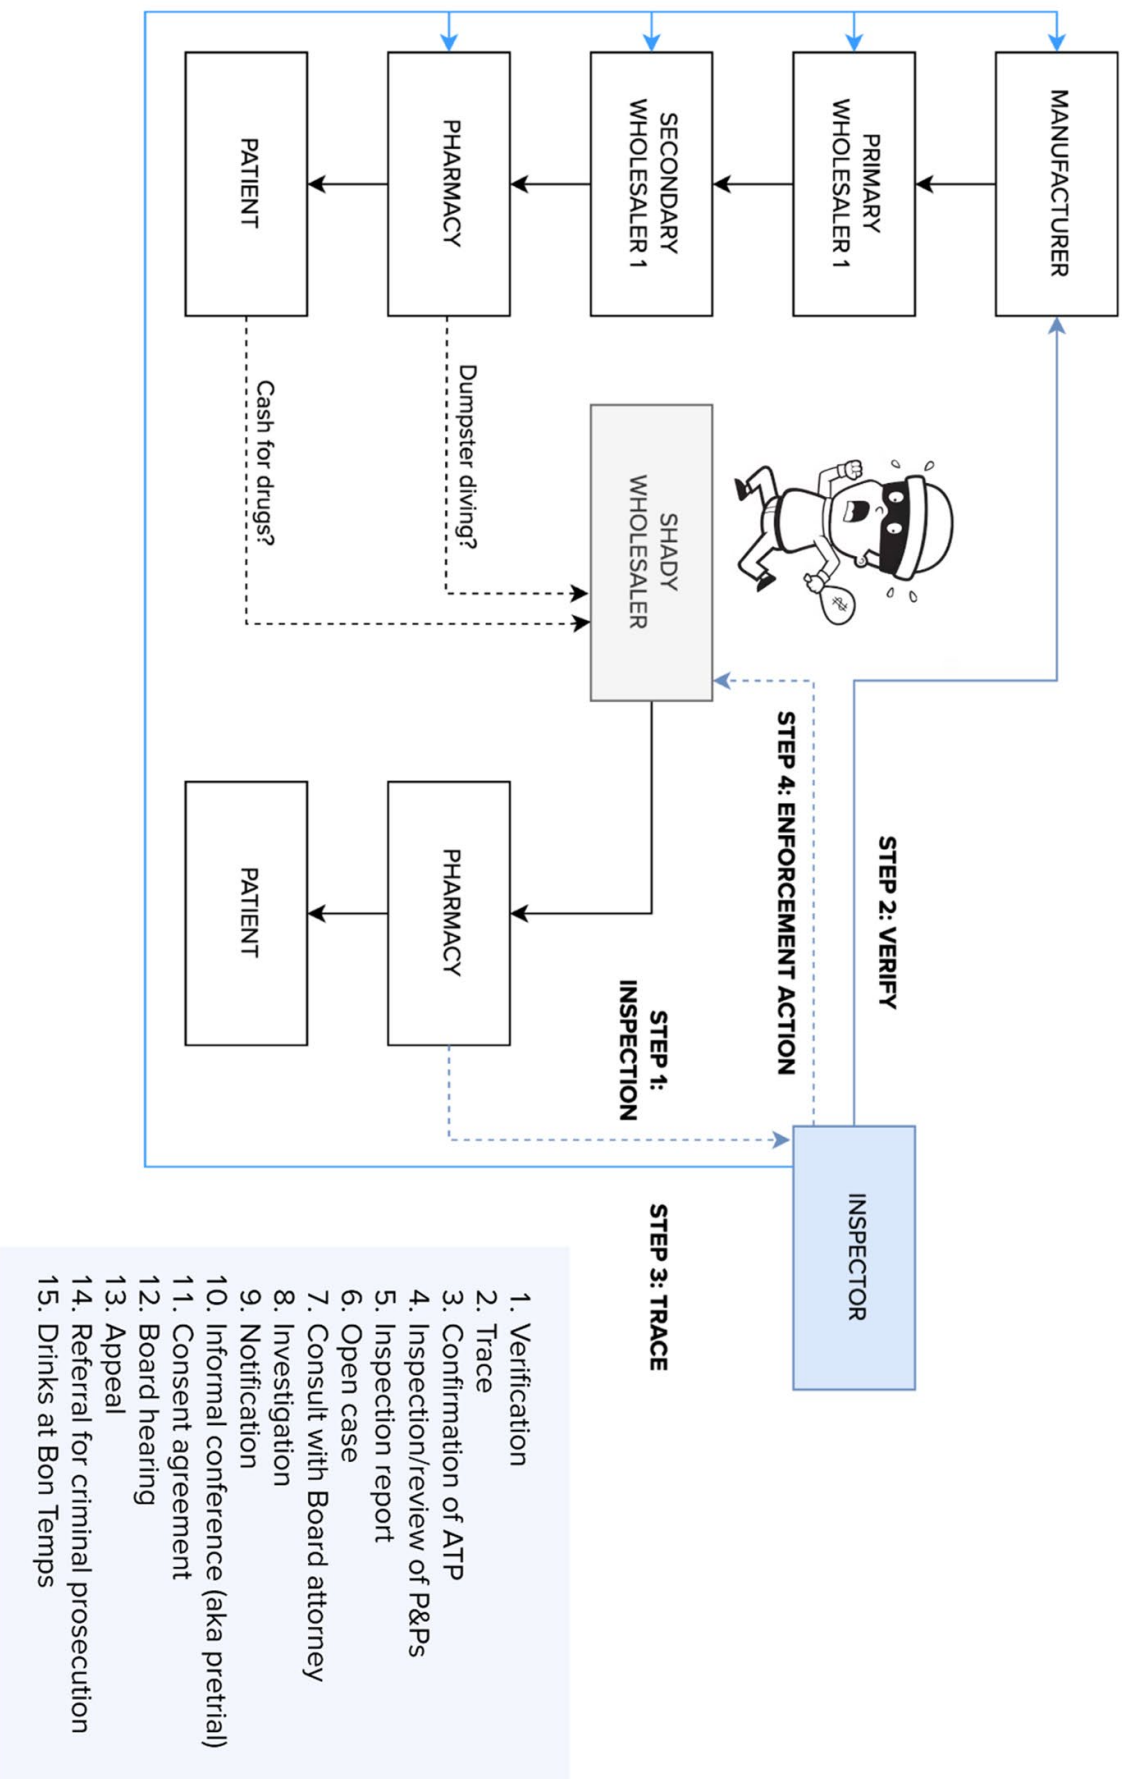 MANUFACTURER
PRIMARY
WHOLESALER 1
SECONDARY
WHOLESALER 1
PHARMACY
PATIENT
Dumpster diving?
Cash for drugs?
$
SHADY
WHOLESALER
PHARMACY
PATIENT
STEP 2: VERIFY
STEP 4: ENFORCEMENT ACTION
STEP 1:
INSPECTION
INSPECTOR
STEP 3: TRACE
1. Verification
2. Trace
3. Confirmation of ATP
4. Inspection/review of P&Ps
5. Inspection report
6. Open case
7. Consult with Board attorney
8. Investigation
9. Notification
10. Informal conference (aka pretrial)
11. Consent agreement
12. Board hearing
13. Appeal
14. Referral for criminal prosecution
15. Drinks at Bon Temps